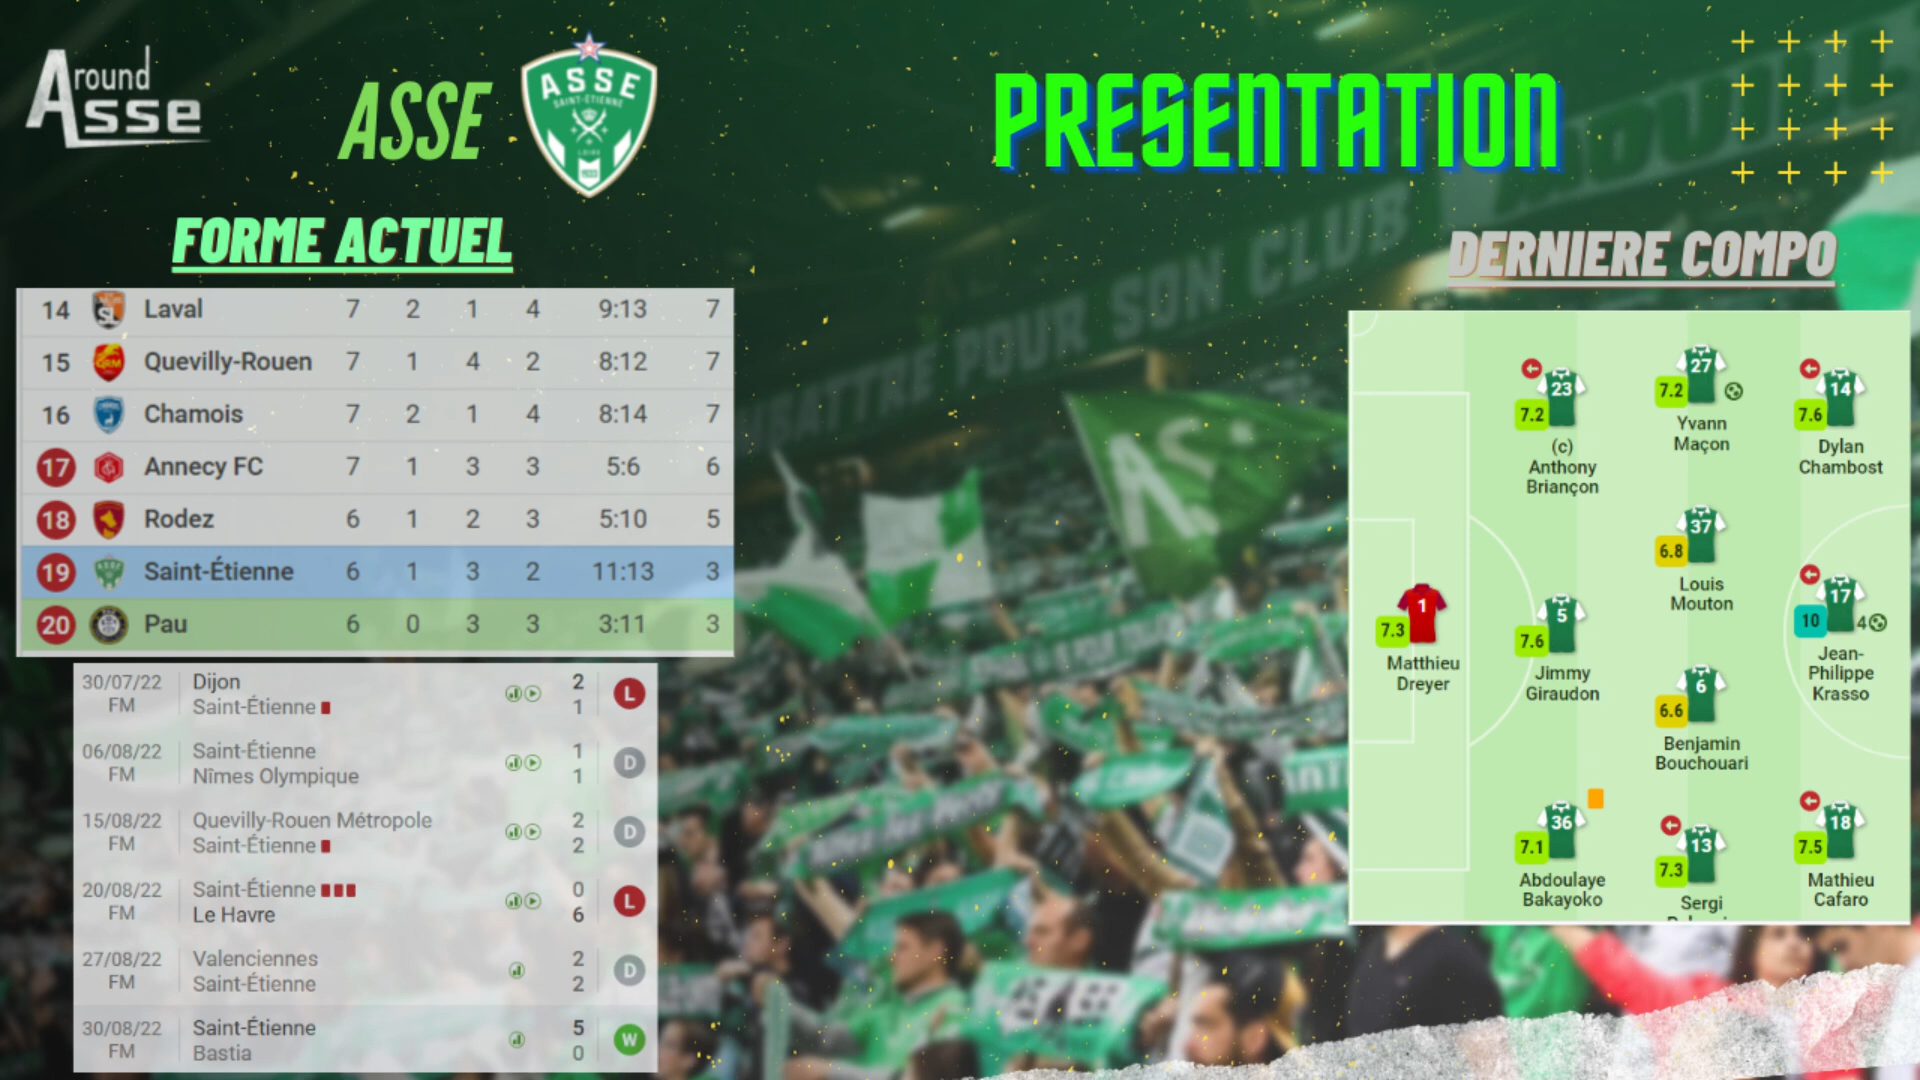 Around
Asse
ASSE
ASSE
SAINT-ÉTIENNE
LOIRE
1933
PRESENTATION
FORME ACTUEL
14 Laval 7 2 1 4 9:13 7
15 Quevilly-Rouen 7 1 4 2 8:12 7
16 Chamois 7 2 1 4 8:14 7
17 Annecy FC 7 1 3 3 5:6 6
18 Rodez 6 1 2 3 5:10 5
19 Saint-Étienne 6 1 3 2 11:13 3
20 Pau 6 0 3 3 3:11 3
30/07/22 Dijon 2 L
FM Saint-Étienne 1
06/08/22 Saint-Étienne 1 D
FM Nîmes Olympique 1
15/08/22 Quevilly-Rouen Métropole 2 D
FM Saint-Étienne 2
20/08/22 Saint-Étienne 0 L
FM Le Havre 6
27/08/22 Valenciennes 2 D
FM Saint-Étienne 2
30/08/22 Saint-Étienne 5 W
FM Bastia 0
POUR SON CLUB
DERNIERE COMPO
1
7.3
Matthieu
Dreyer
23
7.2
(c)
Anthony
Briançon
5
7.6
Jimmy
Giraudon
36
7.1
Abdoulaye
Bakayoko
27
7.2
Yvann
Maçon
37
6.8
Louis
Mouton
6
6.6
Benjamin
Bouchouari
13
7.3
Sergi
14
7.6
Dylan
Chambost
17
10
4
Jean-
Philippe
Krasso
18
7.5
Mathieu
Cafaro